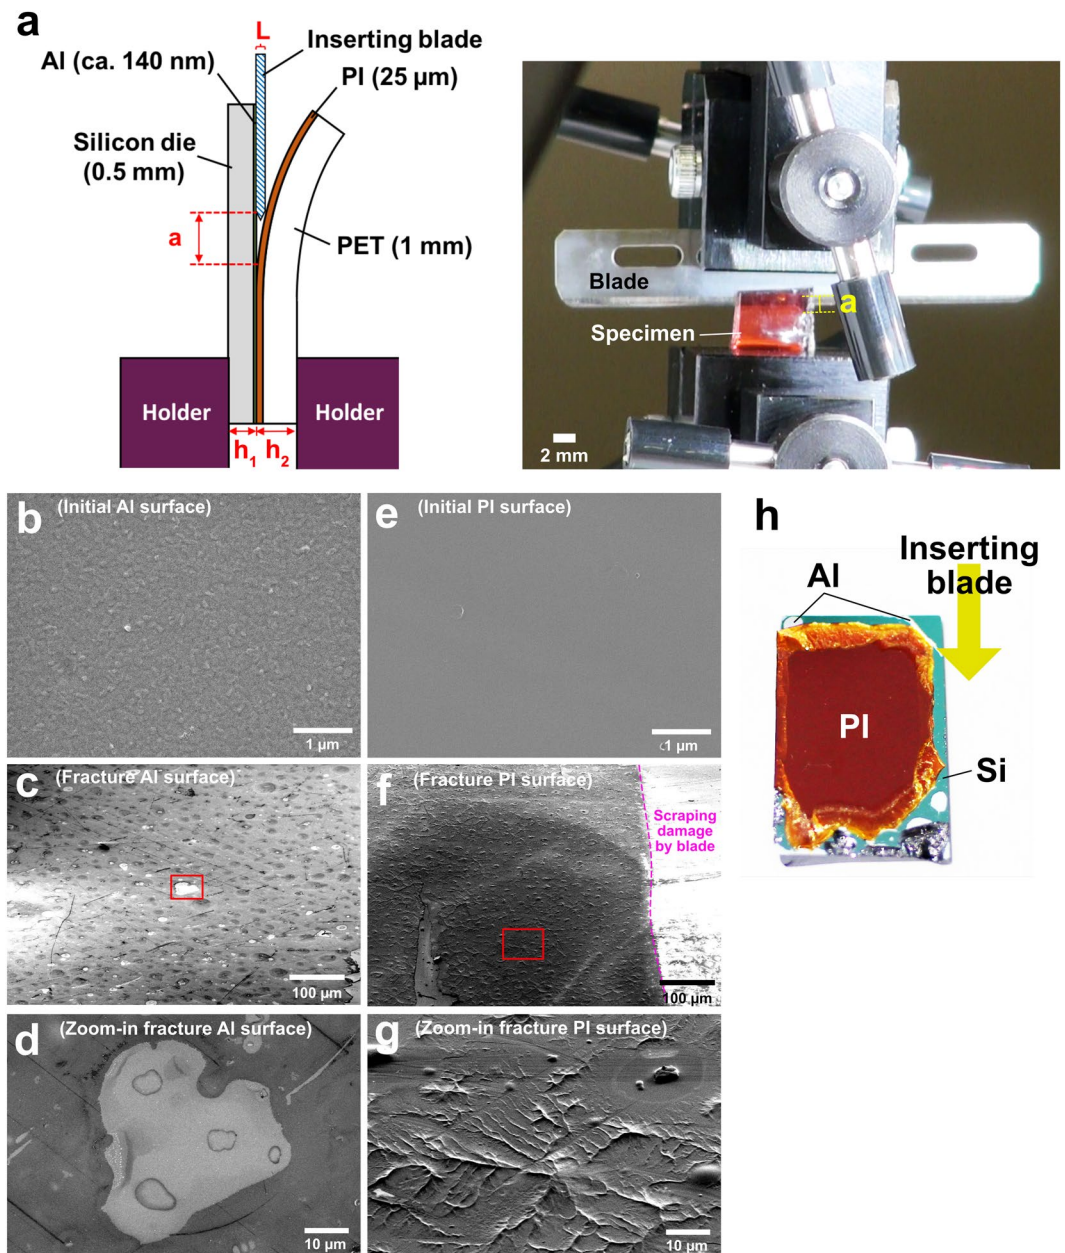 a
L
Inserting blade
Al (ca. 140 nm)
PI (25 µm)
Silicon die
(0.5 mm)
a
PET (1 mm)
Holder
Holder
h1
h2
Blade
a
Specimen
2 mm
b
(Initial Al surface)
1 µm
e
(Initial PI surface)
1 µm
h
Inserting
blade
Al
PI
Si
c
(Fracture Al surface)
100 µm
f
(Fracture PI surface)
Scraping
damage
by blade
100 µm
d
(Zoom-in fracture Al surface)
10 µm
g
(Zoom-in fracture PI surface)
10 µm